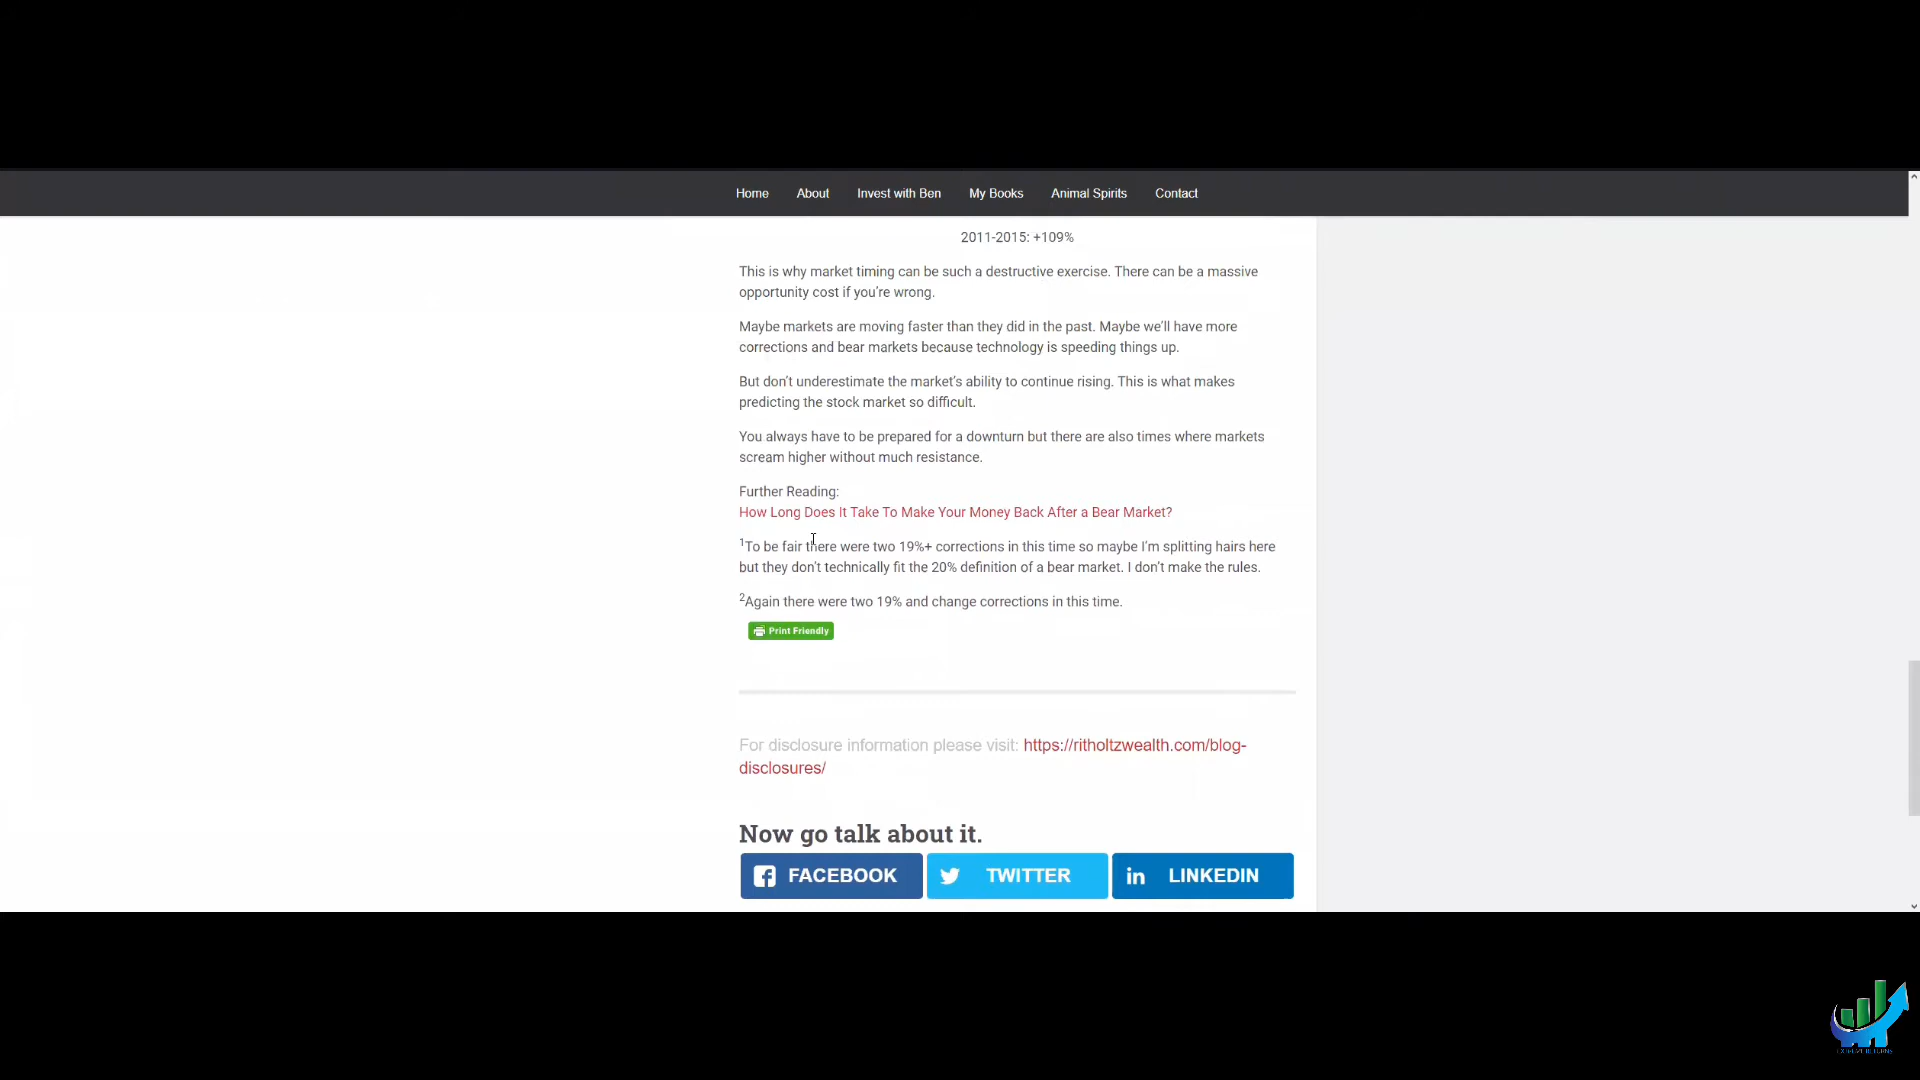 Home About Invest with Ben My Books Animal Spirits Contact
2011-2015: +109%
This is why market timing can be such a destructive exercise. There can be a massive
opportunity cost if you’re wrong.
Maybe markets are moving faster than they did in the past. Maybe we’ll have more
corrections and bear markets because technology is speeding things up.
But don’t underestimate the market’s ability to continue rising. This is what makes
predicting the stock market so difficult.
You always have to be prepared for a downturn but there are also times where markets
scream higher without much resistance.
Further Reading:
How Long Does It Take To Make Your Money Back After a Bear Market?
1To be fair there were two 19%+ corrections in this time so maybe I’m splitting hairs here
but they don’t technically fit the 20% definition of a bear market. I don’t make the rules.
2Again there were two 19% and change corrections in this time.
Print Friendly
For disclosure information please visit: https://ritholtzwealth.com/blog-
disclosures/
Now go talk about it.
FACEBOOK TWITTER LINKEDIN